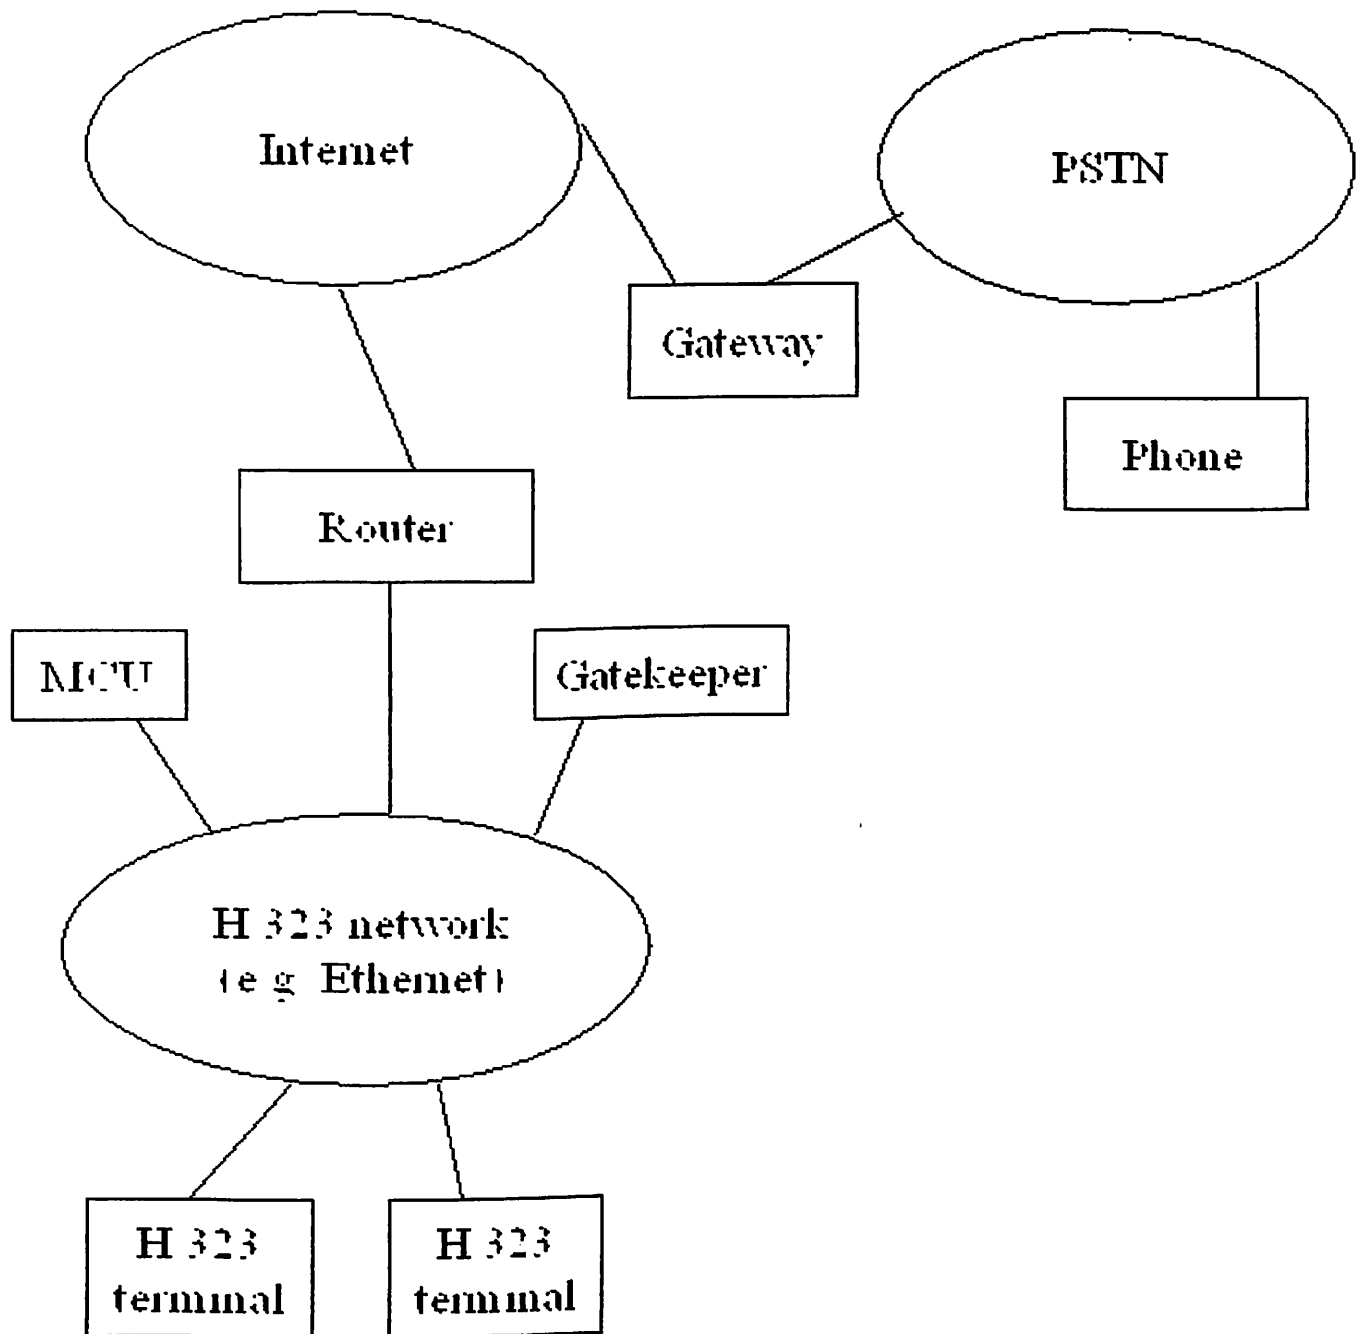 Internet
PSTN
Gateway
Phone
Router
MCU
Gatekeeper
H 323 network
(e g Ethernet)
H 323
terminal
H 323
terminal